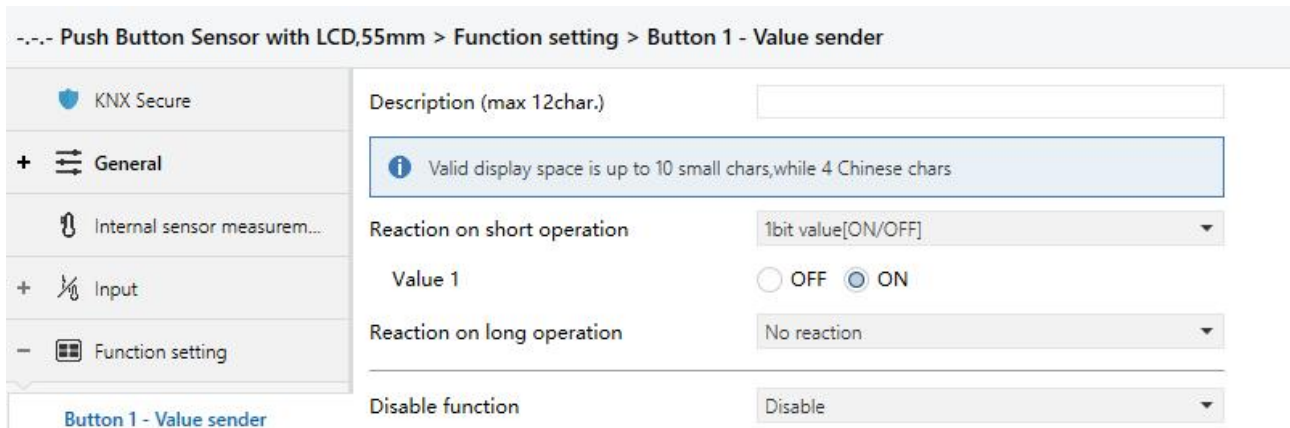 -.-.- Push Button Sensor with LCD,55mm > Function setting > Button 1 - Value sender
KNX Secure
+ General
Internal sensor measurem...
+ Input
- Function setting
Button 1 - Value sender
Description (max 12char.)
Valid display space is up to 10 small chars,while 4 Chinese chars
Reaction on short operation 1bit value[ON/OFF]
Value 1 OFF ON
Reaction on long operation No reaction
Disable function Disable